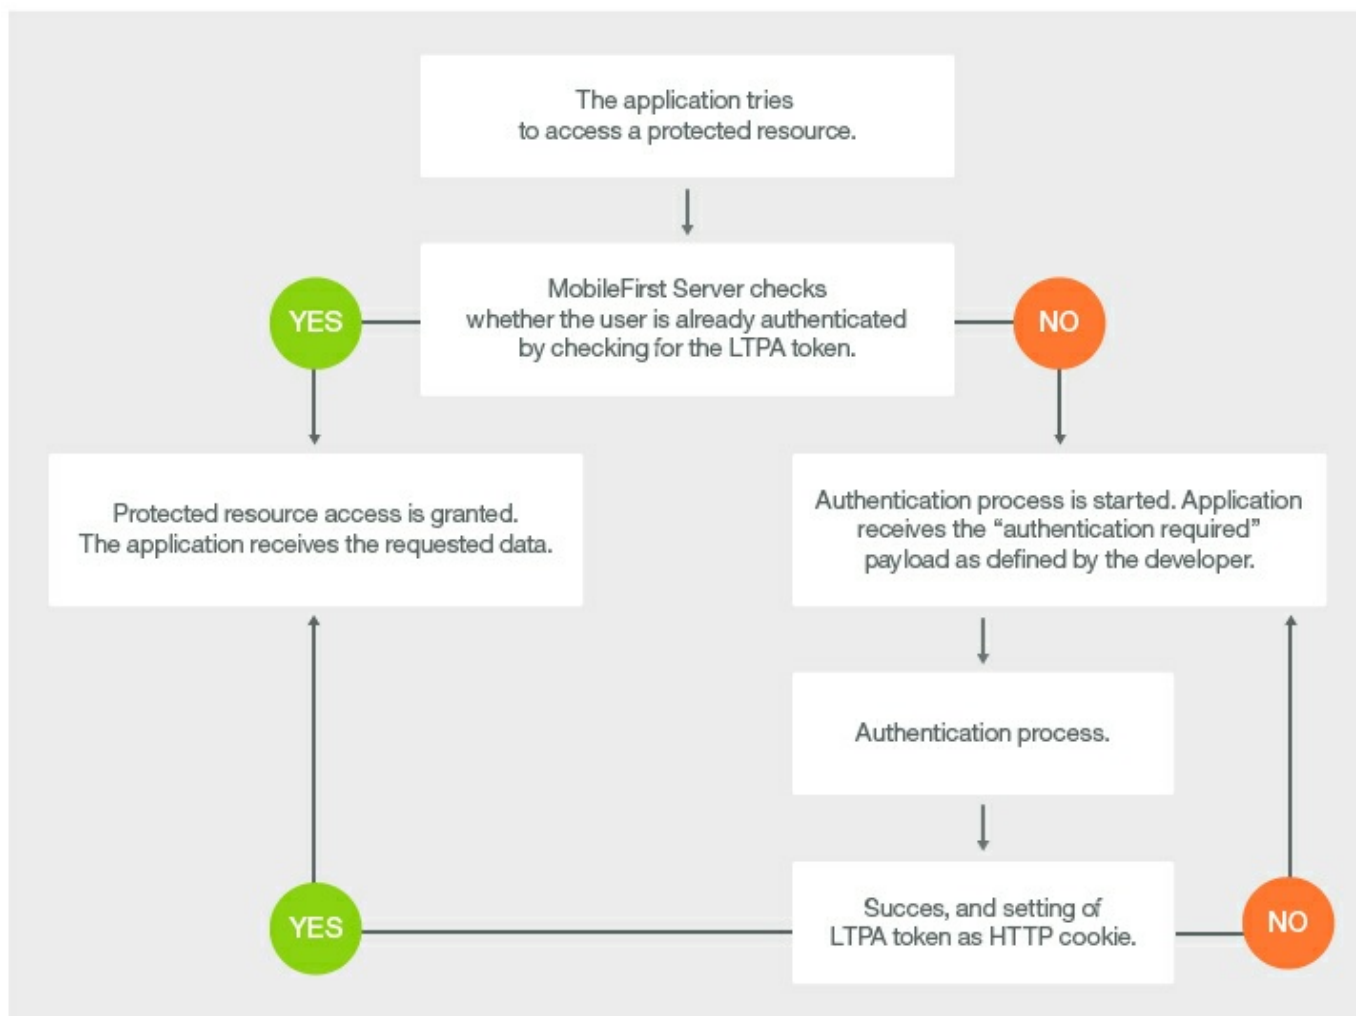 The application tries
to access a protected resource.
MobileFirst Server checks
whether the user is already authenticated
by checking for the LTPA token.
YES
NO
Protected resource access is granted.
The application receives the requested data.
Authentication process is started. Application
receives the “authentication required”
payload as defined by the developer.
Authentication process.
Succes, and setting of
LTPA token as HTTP cookie.
YES
NO